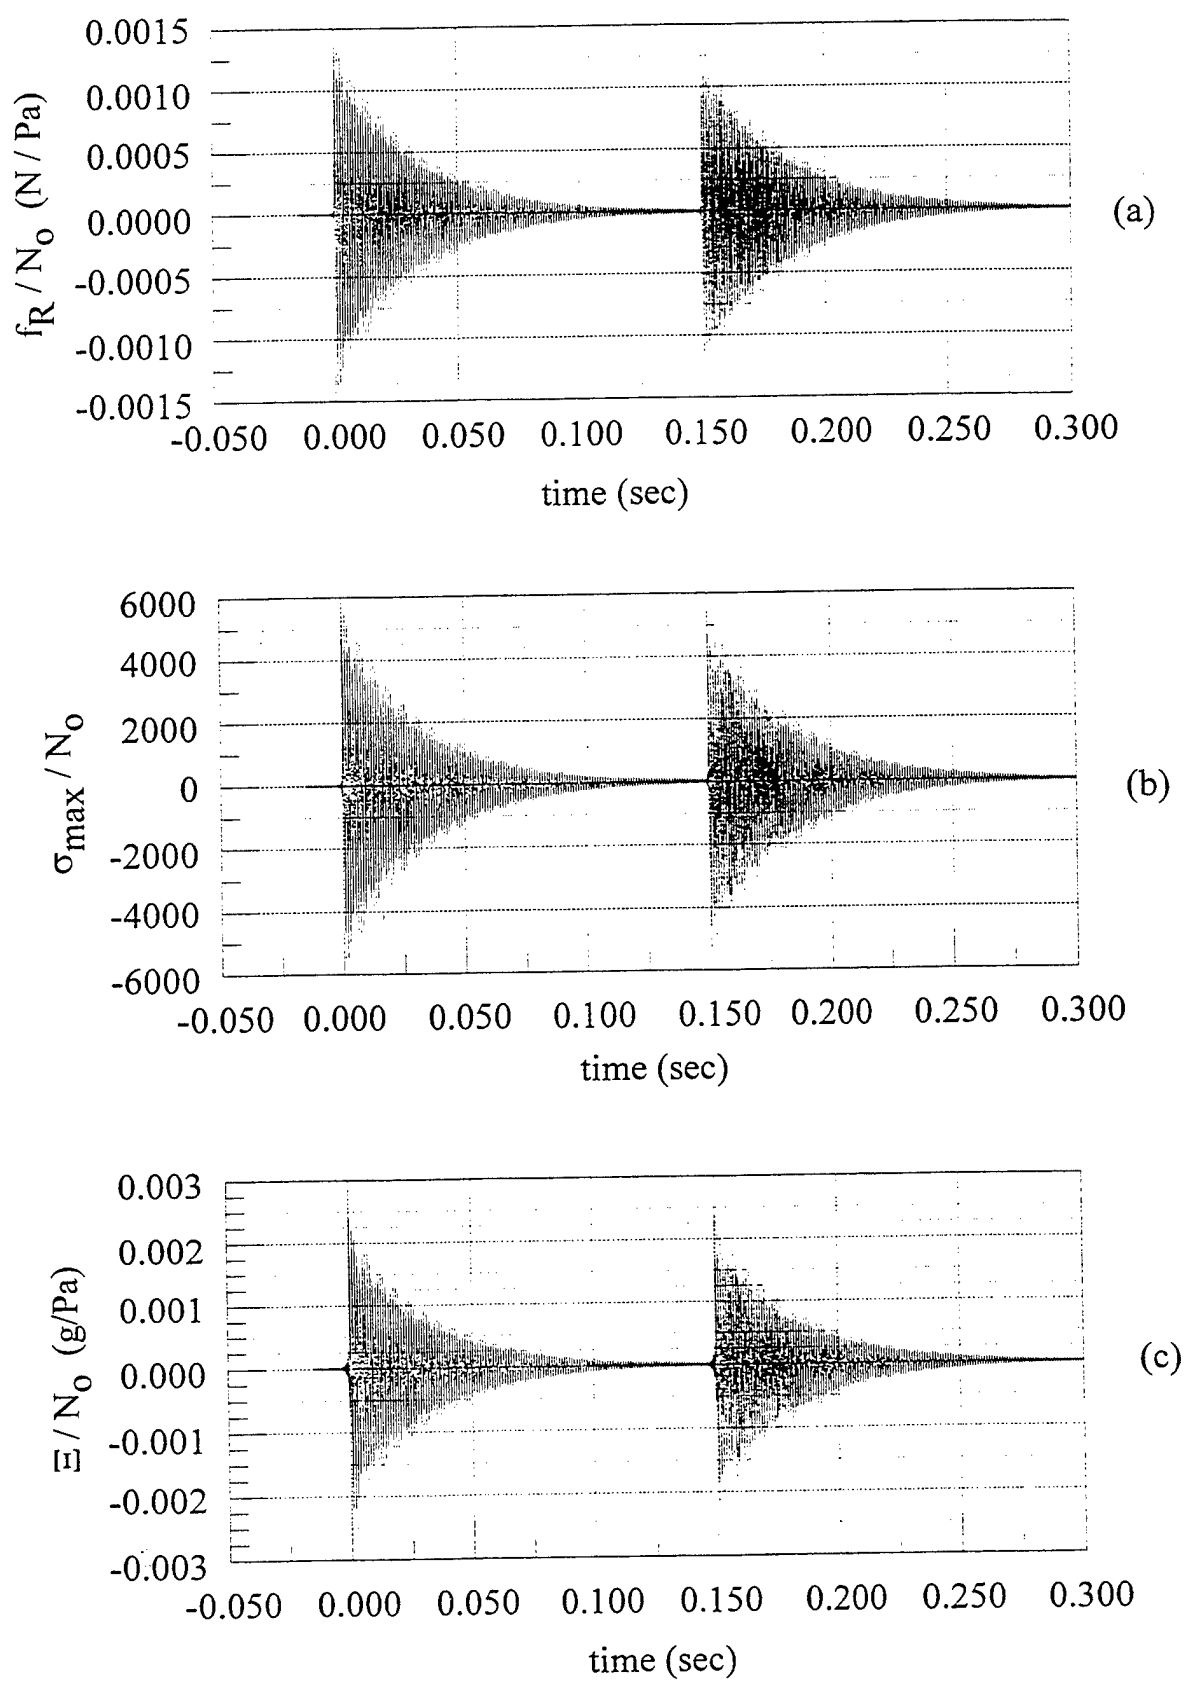 0.0015
0.0010
0.0005
0.0000
-0.0005
-0.0010
-0.0015
f_R / N_o (N / Pa)
-0.050 0.000 0.050 0.100 0.150 0.200 0.250 0.300
time (sec)
(a)
6000
4000
2000
0
-2000
-4000
-6000
σ_max / N_o
-0.050 0.000 0.050 0.100 0.150 0.200 0.250 0.300
time (sec)
(b)
0.003
0.002
0.001
0.000
-0.001
-0.002
-0.003
Ξ / N_o (g/Pa)
-0.050 0.000 0.050 0.100 0.150 0.200 0.250 0.300
time (sec)
(c)